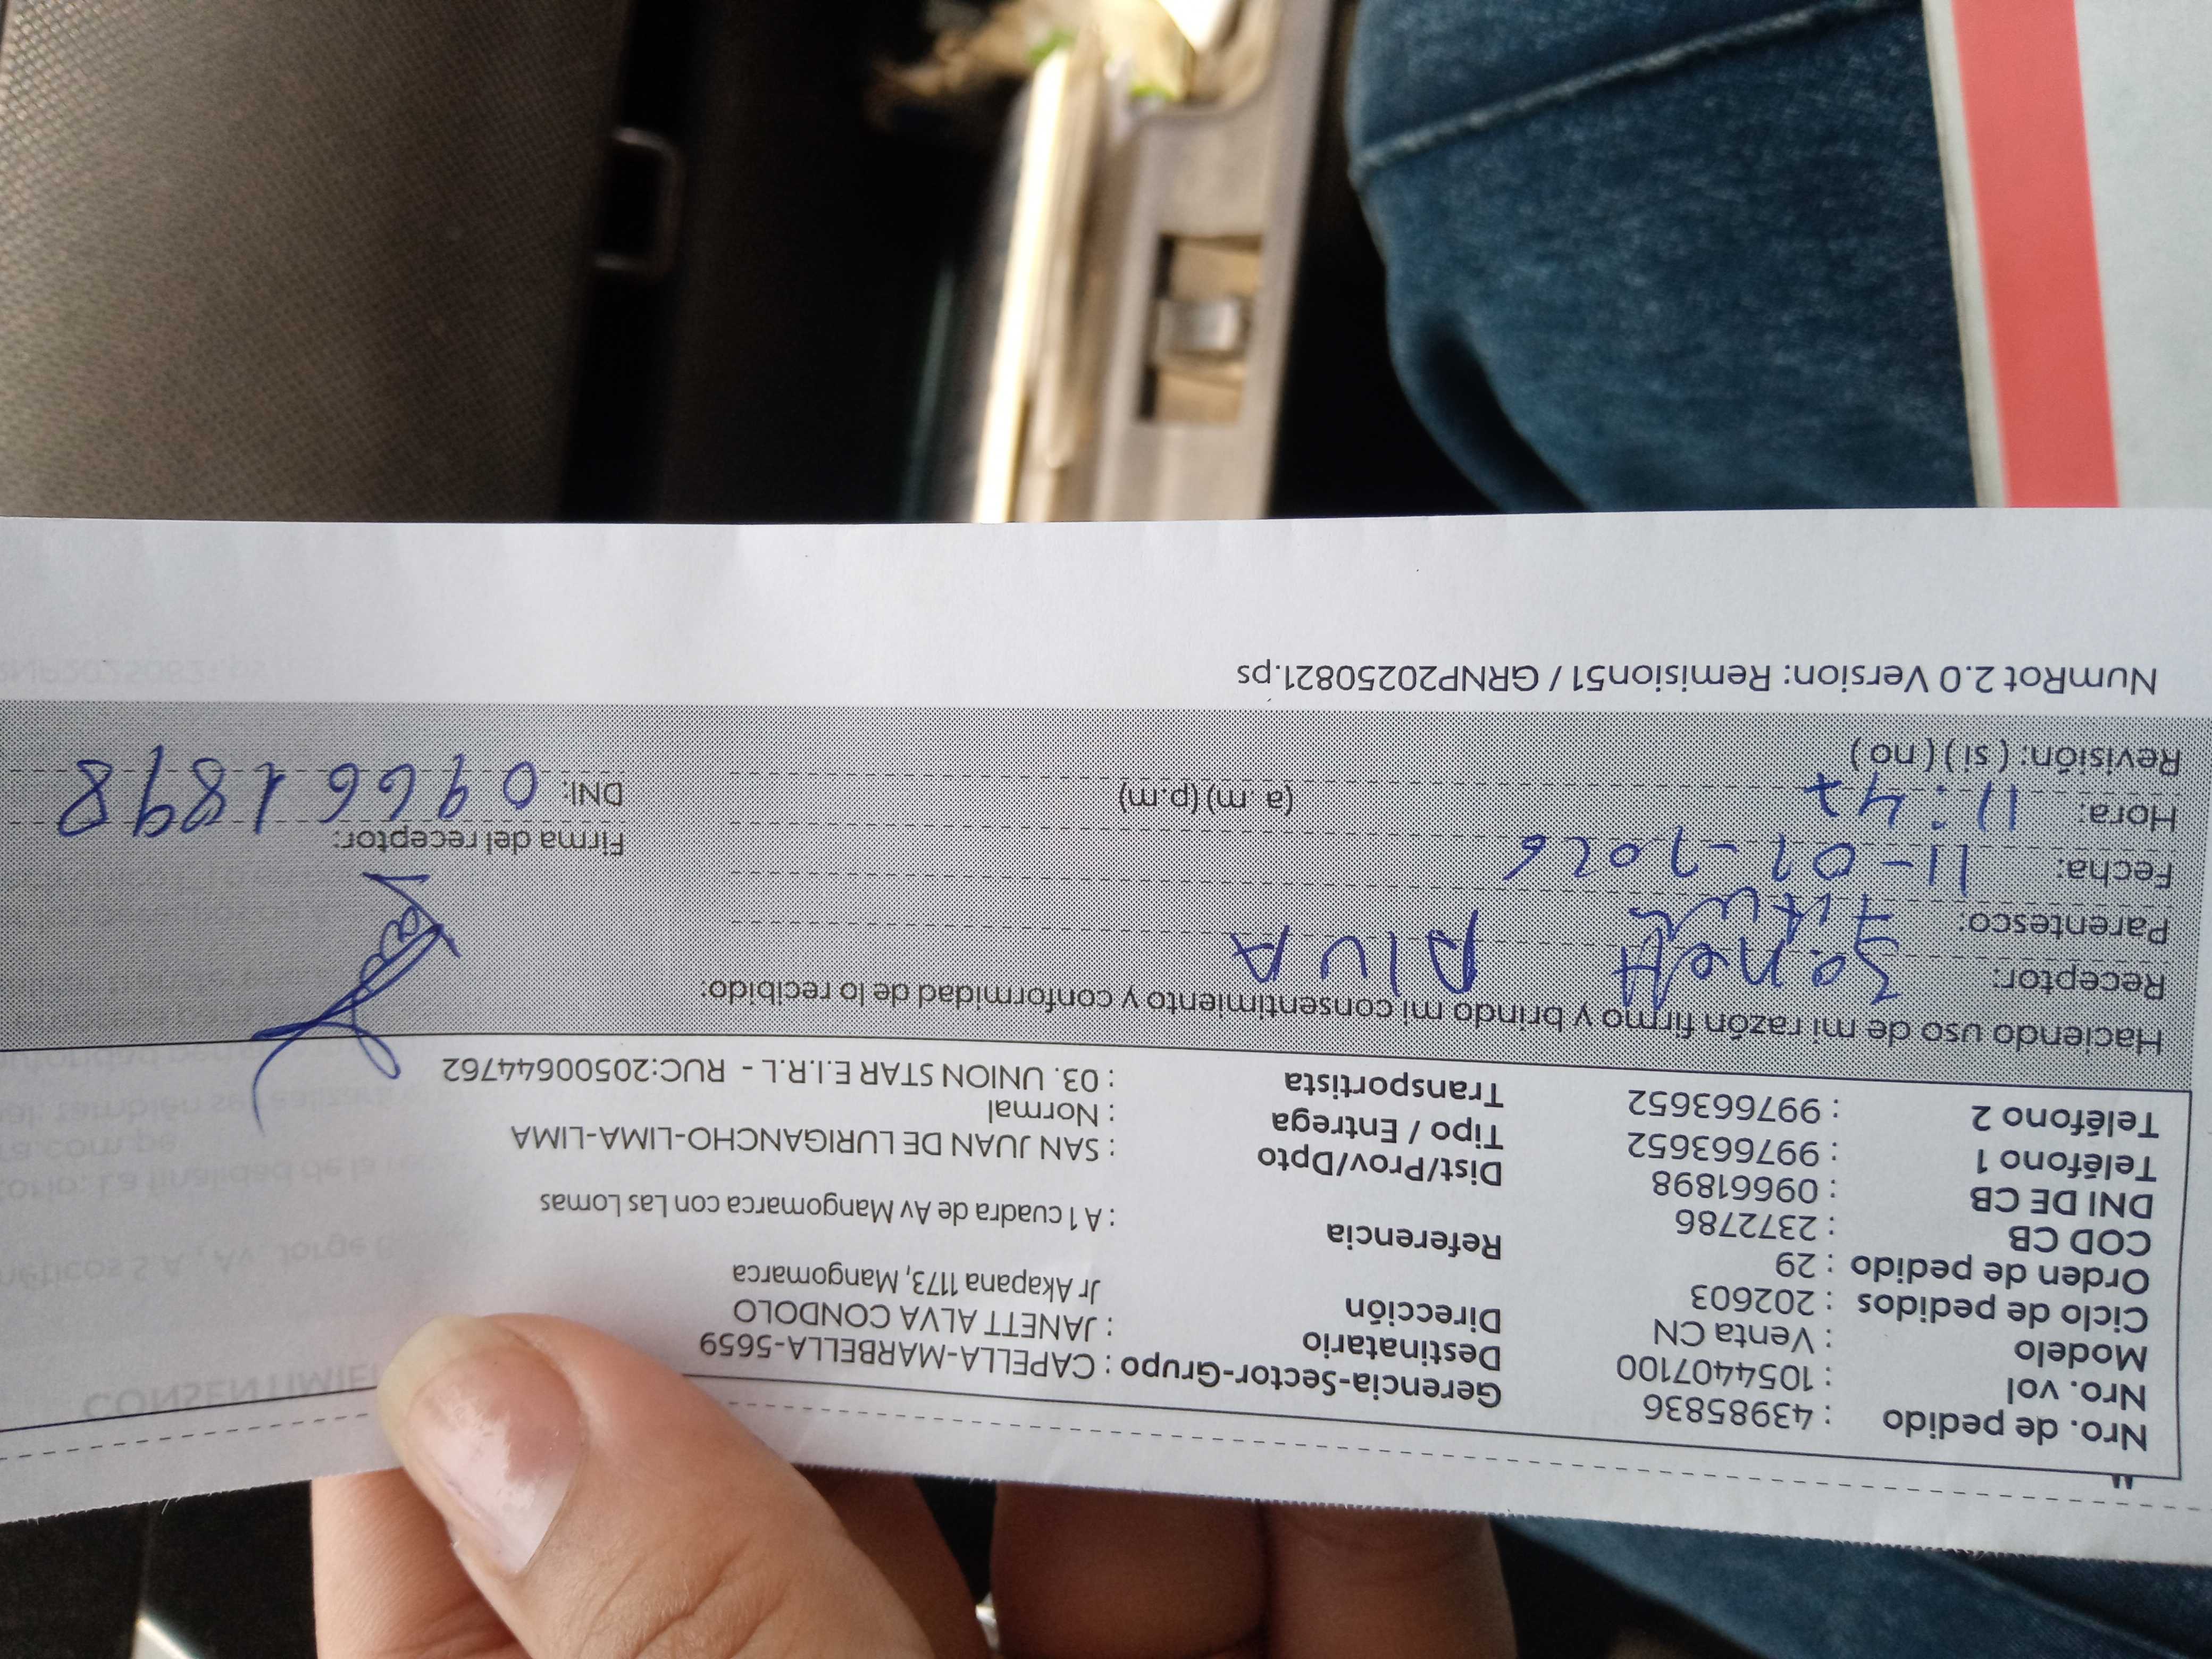 Nro. de pedido : 43985836
Nro. vol : 1054407100
Modelo : Venta CN
Ciclo de pedidos : 202603
Orden de pedido : 29
COD CB : 2372786
DNI DE CB : 09661898
Teléfono 1 : 997663652
Teléfono 2 : 997663652
Gerencia-Sector-Grupo : CAPELLA-MARBELLA-5659
Destinatario : JANETT ALVA CONDOLO
Dirección Jr Akapana 1173, Mangomarca
Referencia : A 1 cuadra de Av Mangomarca con Las Lomas
Dist/Prov/Dpto : SAN JUAN DE LURIGANCHO-LIMA-LIMA
Tipo / Entrega : Normal
Transportista : 03. UNION STAR E.I.R.L - RUC:20500644762
Haciendo uso de mi razón firmo y brindo mi consentimiento y conformidad de lo recibido:
Receptor: Janett Alva
Parentesco: titular
Fecha: 11-02-2026
Hora: 11:47 (a m) (p.m)
Revisión: ( si ) ( no )
Firma del receptor:
DNI: 09661898
NumRot 2.0 Version: Remision51 / GRNP20250821.ps